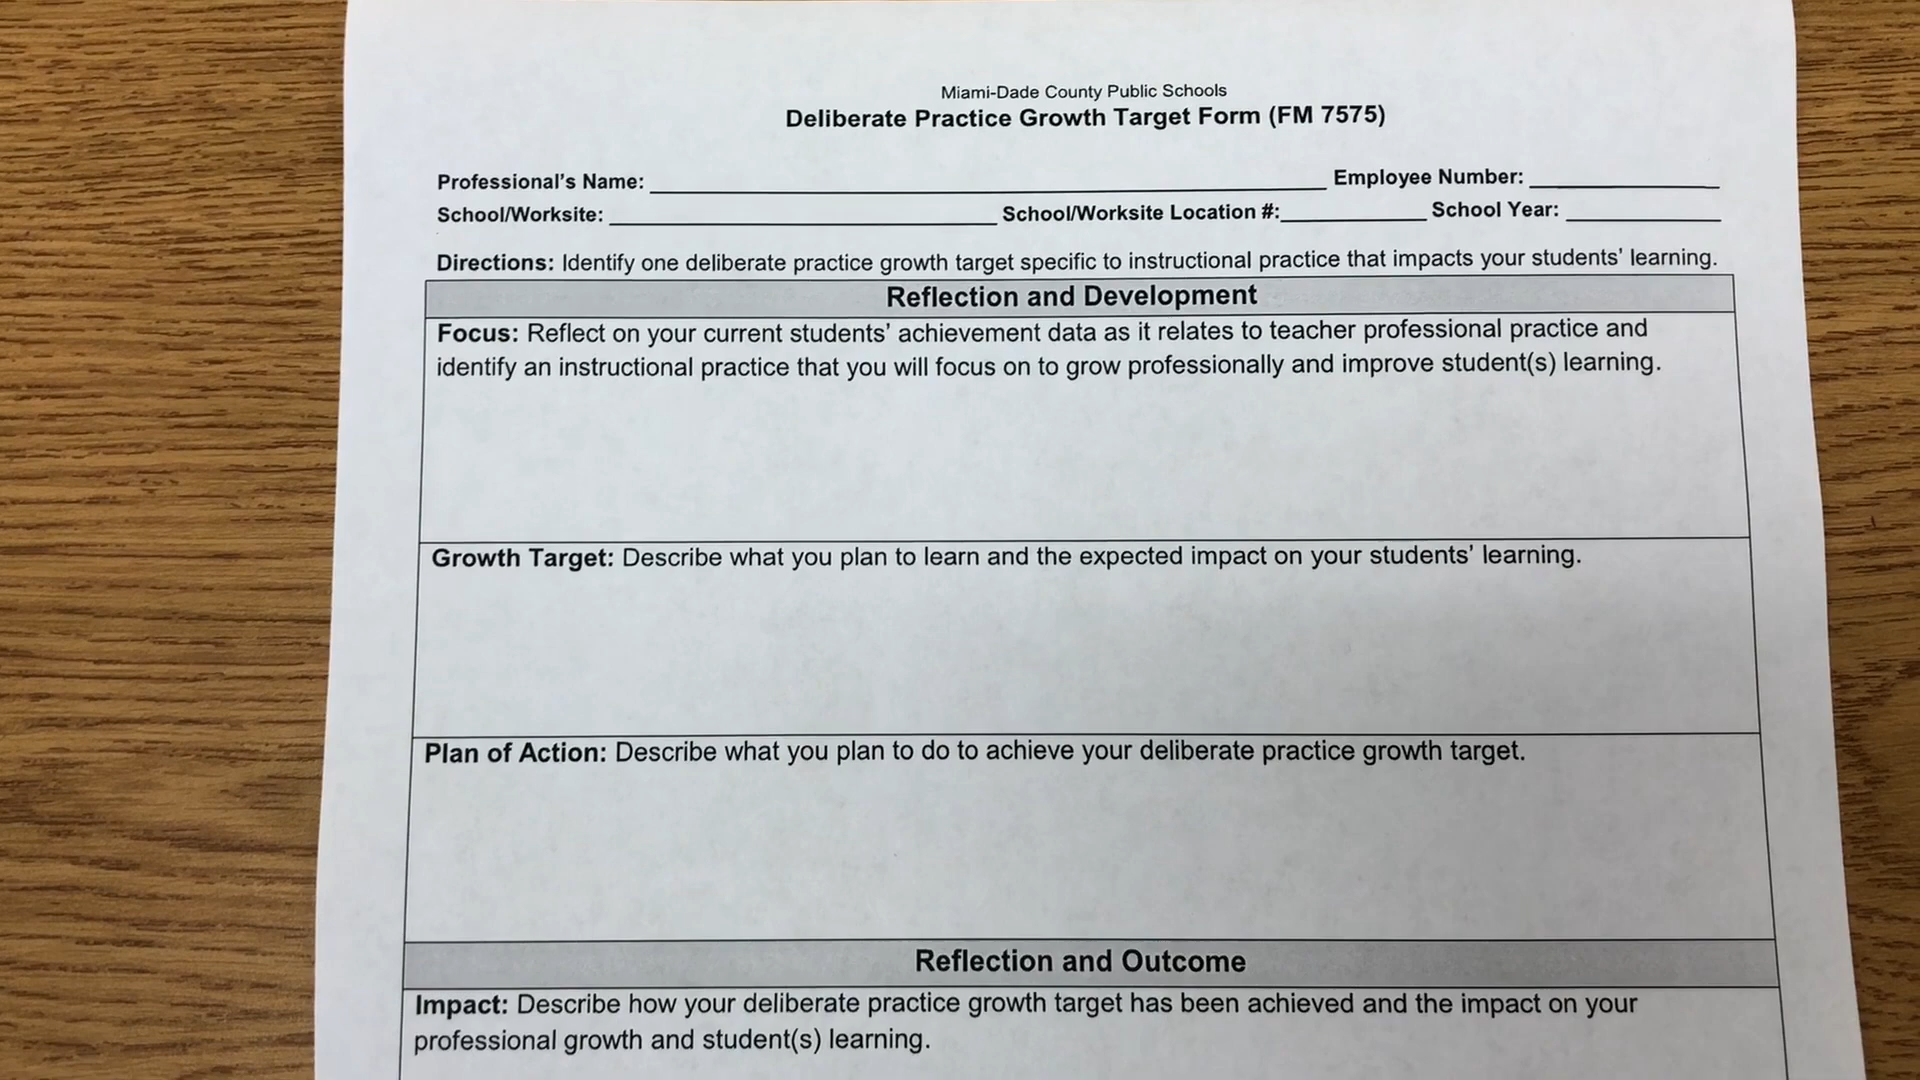 Miami-Dade County Public Schools
Deliberate Practice Growth Target Form (FM 7575)
Professional's Name: ____________________ Employee Number: __________
School/Worksite: ____________________ School/Worksite Location #:__________ School Year: __________
Directions: Identify one deliberate practice growth target specific to instructional practice that impacts your students' learning.
Reflection and Development
Focus: Reflect on your current students' achievement data as it relates to teacher professional practice and
identify an instructional practice that you will focus on to grow professionally and improve student(s) learning.
Growth Target: Describe what you plan to learn and the expected impact on your students' learning.
Plan of Action: Describe what you plan to do to achieve your deliberate practice growth target.
Reflection and Outcome
Impact: Describe how your deliberate practice growth target has been achieved and the impact on your
professional growth and student(s) learning.